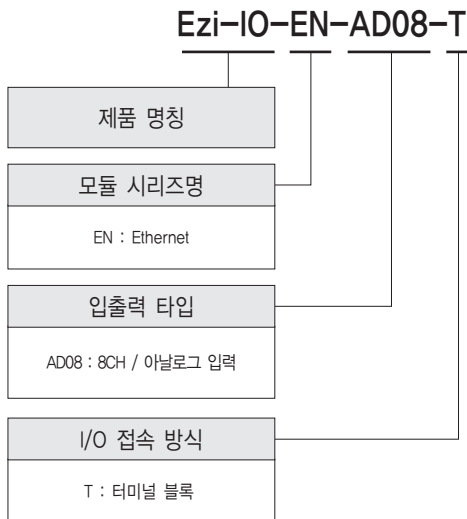 Ezi-IO-EN-AD08-T
제품 명칭
모듈 시리즈명
EN : Ethernet
입출력 타입
AD08 : 8CH / 아날로그 입력
I/O 접속 방식
T : 터미널 블록